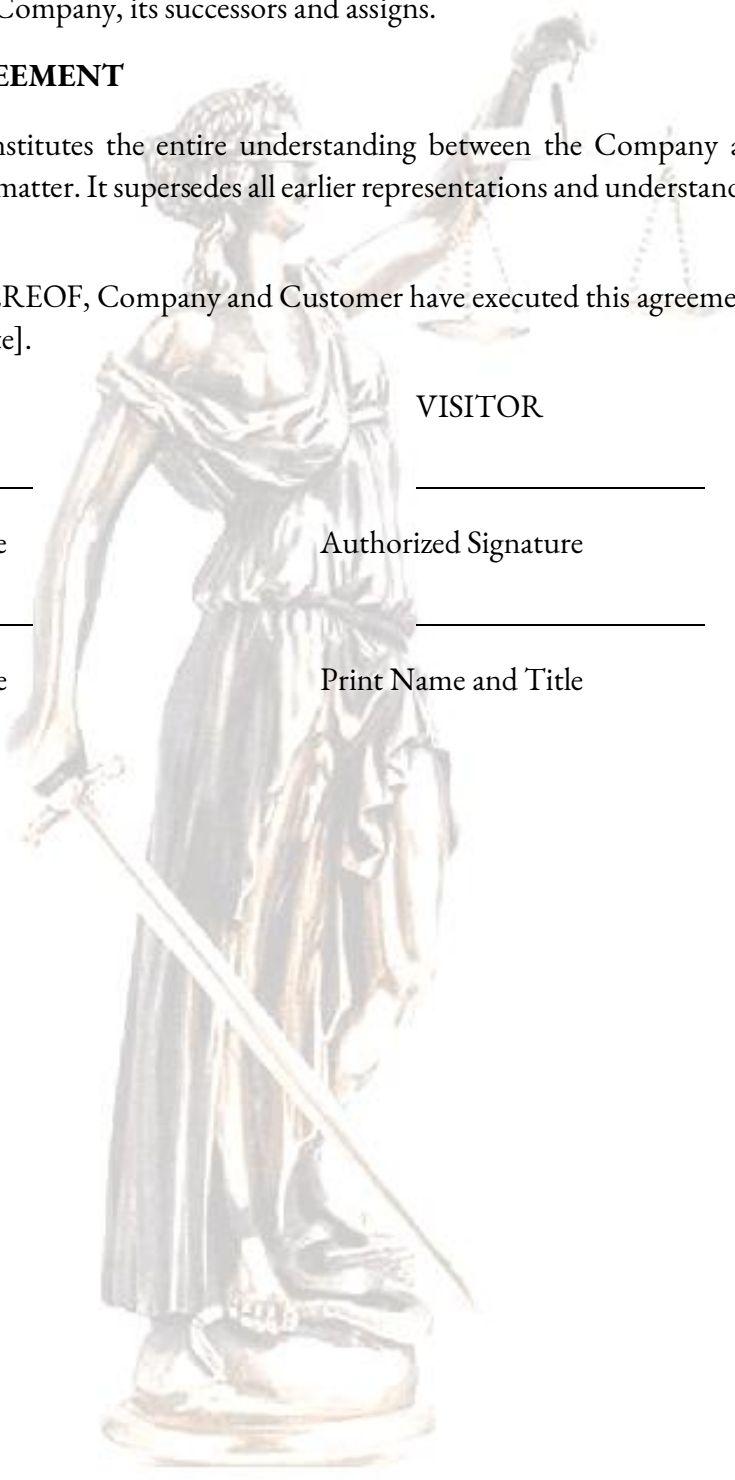 Company, its successors and assigns.
EEMENT
nstitutes the entire understanding between the Company a
matter. It supersedes all earlier representations and understand
REOF, Company and Customer have executed this agreeme
te].
VISITOR
e Authorized Signature
e Print Name and Title